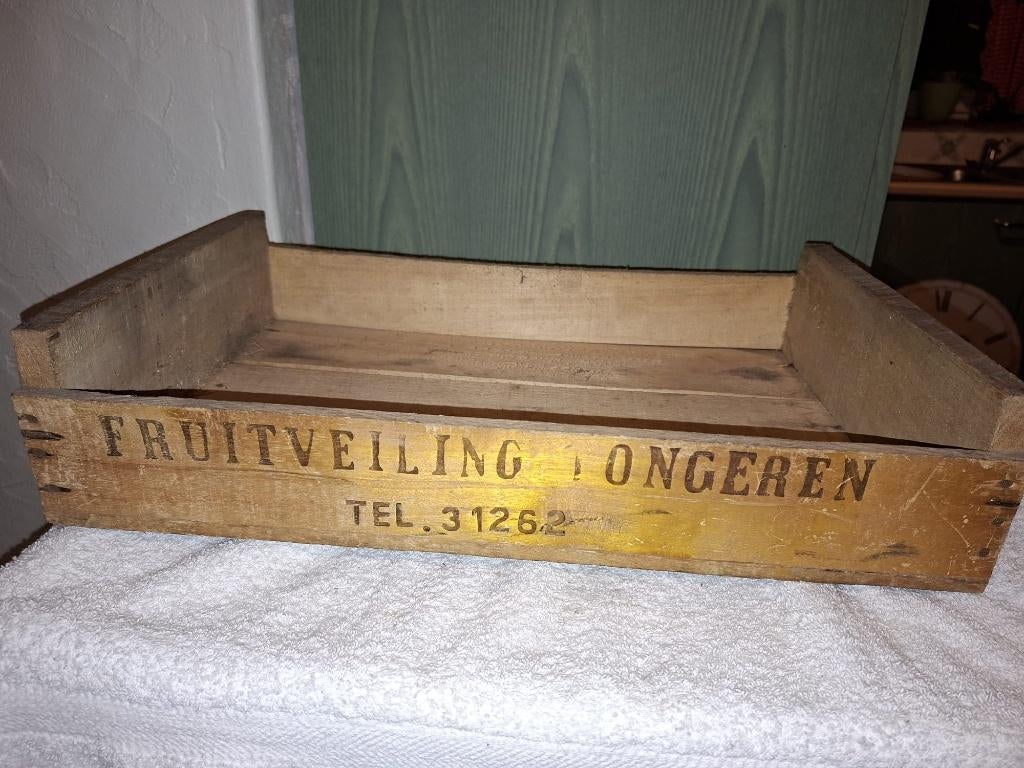 FRUITVEILING TONGEREN
TEL. 31262